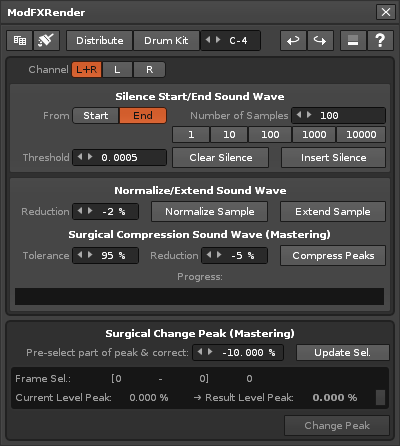 ModFXRender
Distribute Drum Kit C-4 ?
Channel L+R L R
Silence Start/End Sound Wave
From Start End Number of Samples 100
1 10 100 1000 10000
Threshold 0.0005 Clear Silence Insert Silence
Normalize/Extend Sound Wave
Reduction -2 % Normalize Sample Extend Sample
Surgical Compression Sound Wave (Mastering)
Tolerance 95 % Reduction -5 % Compress Peaks
Progress:
Surgical Change Peak (Mastering)
Pre-select part of peak & correct: -10.000 % Update Sel.
Frame Sel.: [0 - 0] 0
Current Level Peak: 0.000 % → Result Level Peak: 0.000 %
Change Peak